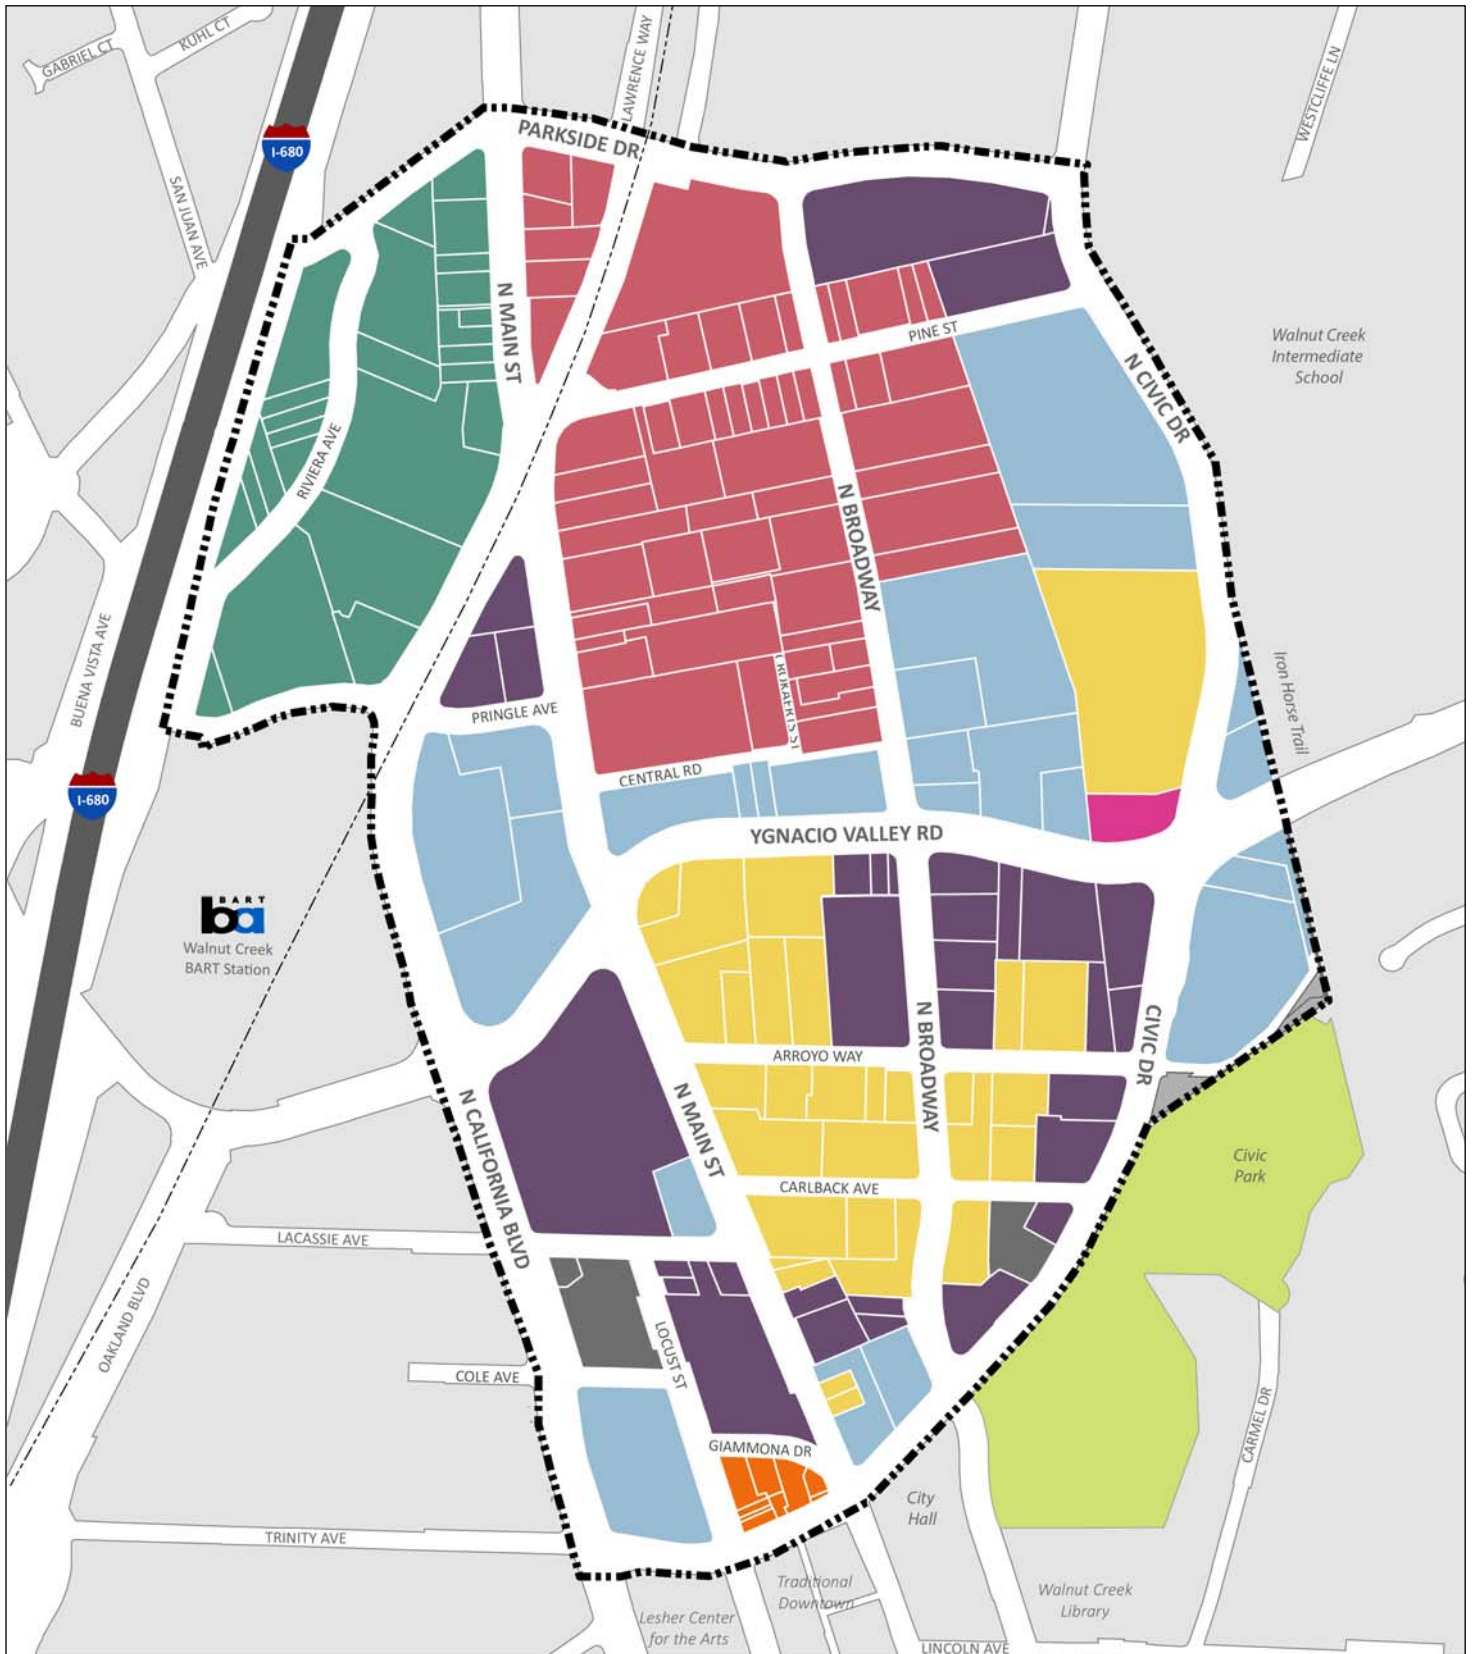 GABRIEL CT
KUHL CT
LAWRENCE WAY
WESTCLIFFE LN
I-680
PARKSIDE DR
SAN JUAN AVE
N MAIN ST
PINE ST
Walnut Creek
Intermediate
School
N CIVIC DR
RIVIERA AVE
N BROADWAY
BUENA VISTA AVE
PRINGLE AVE
Iron Horse Trail
CENTRAL RD
I-680
YGNACIO VALLEY RD
BART
ba
Walnut Creek
BART Station
N BROADWAY
CIVIC DR
ARROYO WAY
N CALIFORNIA BLVD
N MAIN ST
Civic
Park
CARLBACK AVE
LACASSIE AVE
OAKLAND BLVD
LOCUST ST
COLE AVE
CARMEL DR
GIAMMONA DR
City
Hall
TRINITY AVE
Traditional
Downtown
Walnut Creek
Library
Lesher Center
for the Arts
LINCOLN AVE